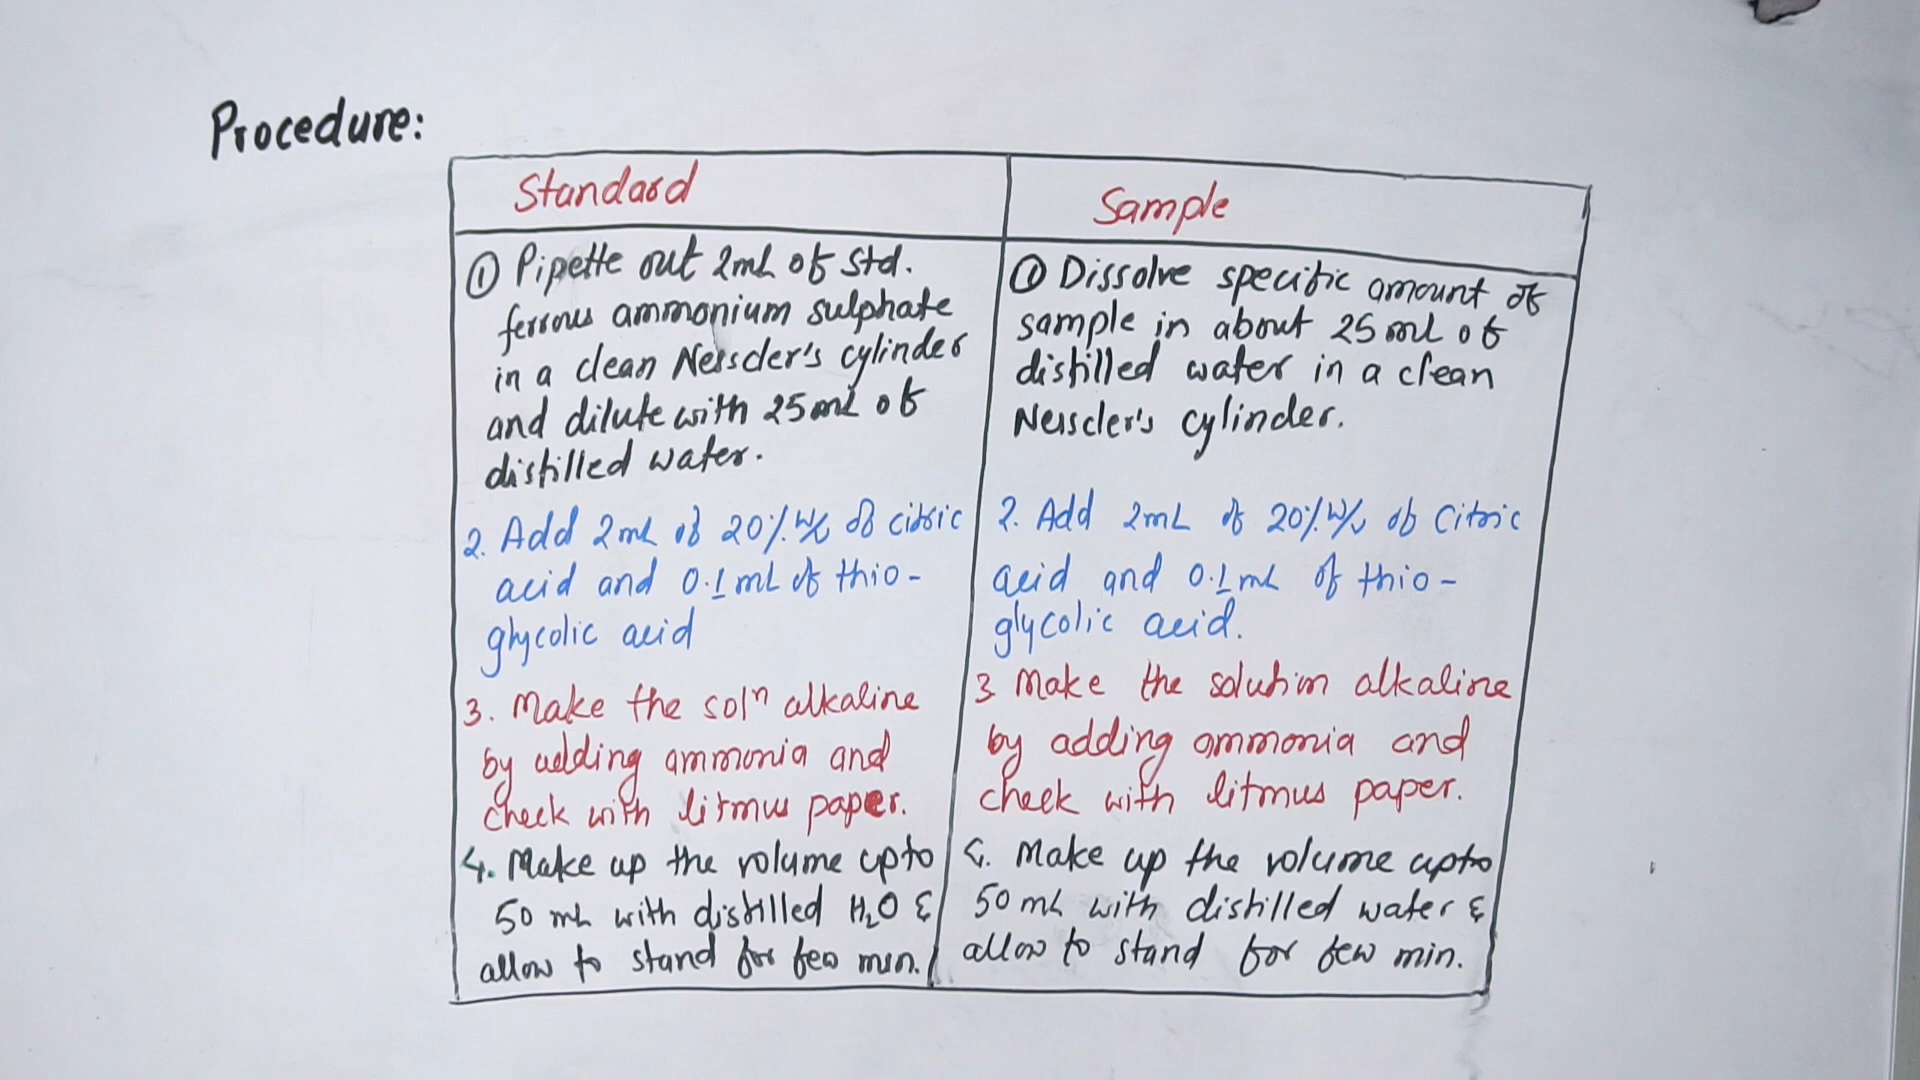 Procedure:
Standard
① Pipette out 2mL of Std.
ferrous ammonium sulphate
in a clean Nesscler's cylinder
and dilute with 25mL of
distilled water.
2. Add 2mL of 20% w/v of citric
acid and 0.1mL of thio-
glycolic acid
3. Make the solⁿ alkaline
by adding ammonia and
check with litmus paper.
4. Make up the volume upto
50 mL with distilled H₂O &
allow to stand for few min.
Sample
① Dissolve specific amount of
sample in about 25 mL of
distilled water in a clean
Nesscler's cylinder.
2. Add 2mL of 20% w/v of Citric
acid and 0.1mL of thio-
glycolic acid.
3 Make the solution alkaline
by adding ammonia and
check with litmus paper.
4. Make up the volume upto
50 mL with distilled water &
allow to stand for few min.